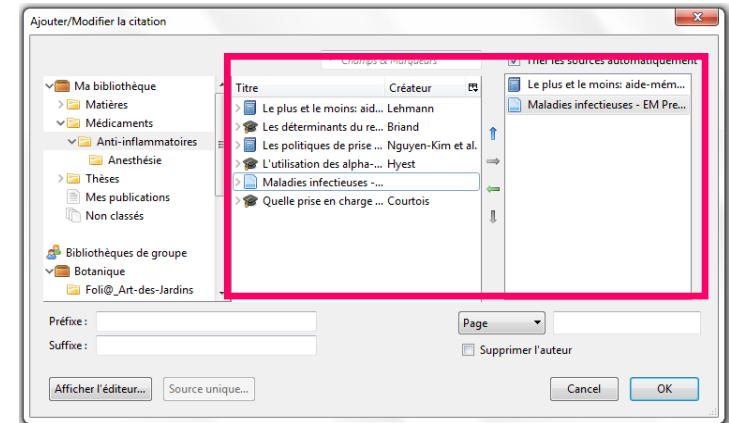 Ajouter/Modifier la citation
Champs & Marqueurs
Trier les sources automatiquement
Ma bibliothèque
Matières
Médicaments
Anti-inflammatoires
Anesthésie
Thèses
Mes publications
Non classés
Bibliothèques de groupe
Botanique
Foli@_Art-des-Jardins
Titre Créateur
Le plus et le moins: aid... Lehmann
Les déterminants du re... Briand
Les politiques de prise ... Nguyen-Kim et al.
L'utilisation des alpha-... Hyest
Maladies infectieuses -...
Quelle prise en charge ... Courtois
Le plus et le moins: aide-mém...
Maladies infectieuses - EM Pre...
Préfixe :
Suffixe :
Page
Supprimer l'auteur
Afficher l'éditeur...
Source unique...
Cancel
OK